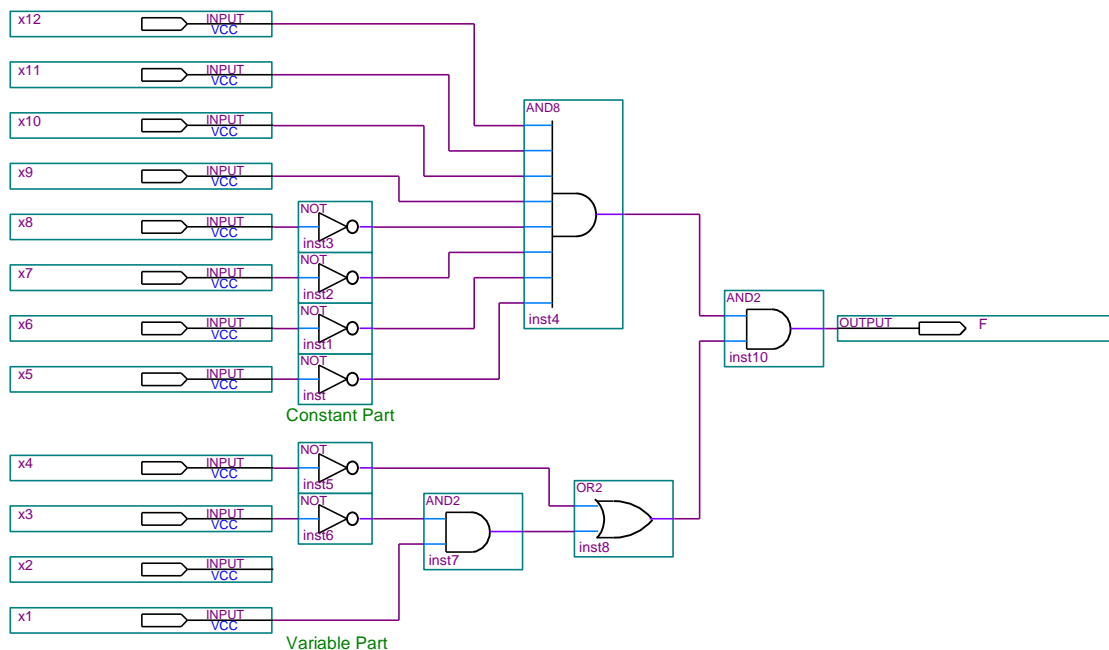 x12 INPUT
VCC
x11 INPUT
VCC
x10 INPUT
VCC
x9 INPUT
VCC
x8 INPUT
VCC
NOT
inst3
x7 INPUT
VCC
NOT
inst2
x6 INPUT
VCC
NOT
inst1
x5 INPUT
VCC
NOT
inst
Constant Part
AND8
inst4
AND2
inst10
OUTPUT F
x4 INPUT
VCC
NOT
inst5
x3 INPUT
VCC
NOT
inst6
AND2
inst7
OR2
inst8
x2 INPUT
VCC
x1 INPUT
VCC
Variable Part